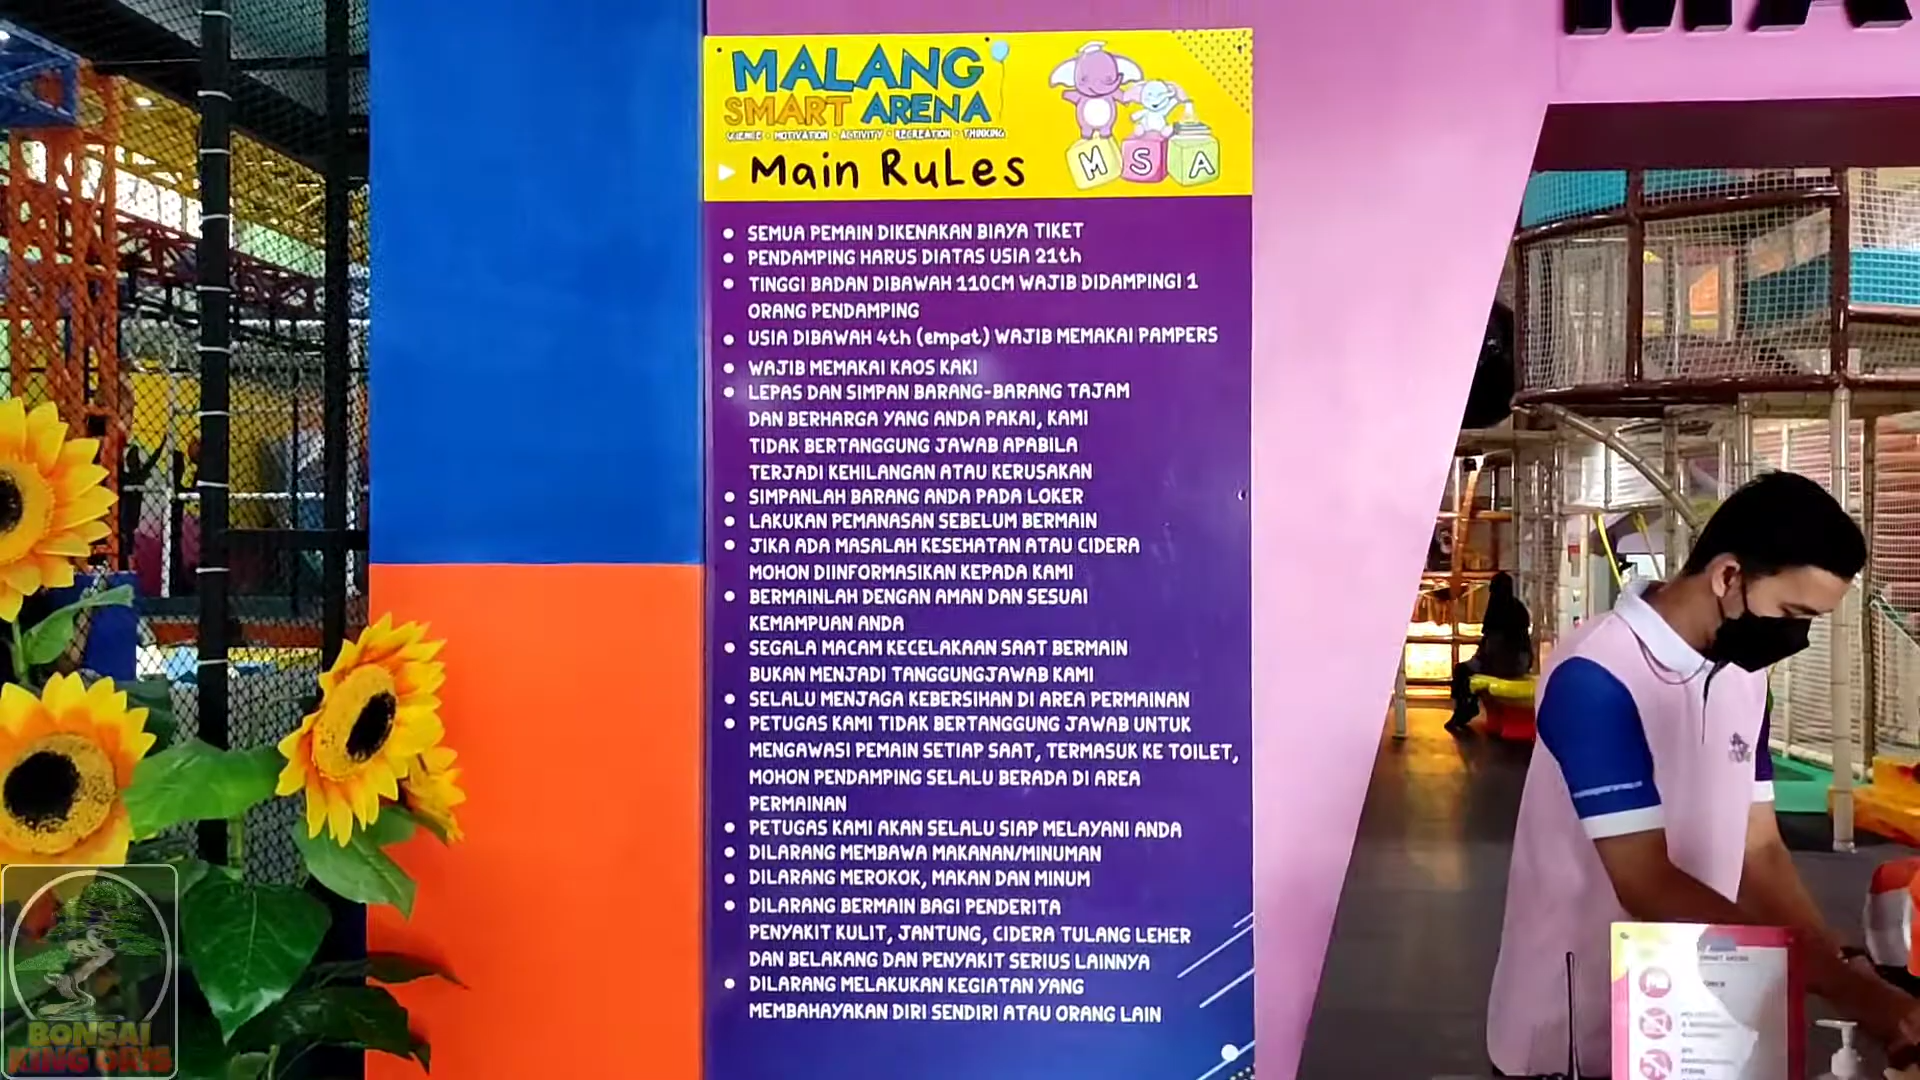 MALANG
SMART ARENA
SCIENCE • MOTIVATION • ACTIVITY • RECREATION • THINKING
Main RuLes
M S A
• SEMUA PEMAIN DIKENAKAN BIAYA TIKET
• PENDAMPING HARUS DIATAS USIA 21th
• TINGGI BADAN DIBAWAH 110CM WAJIB DIDAMPINGI 1
ORANG PENDAMPING
• USIA DIBAWAH 4th (empat) WAJIB MEMAKAI PAMPERS
• WAJIB MEMAKAI KAOS KAKI
• LEPAS DAN SIMPAN BARANG-BARANG TAJAM
DAN BERHARGA YANG ANDA PAKAI, KAMI
TIDAK BERTANGGUNG JAWAB APABILA
TERJADI KEHILANGAN ATAU KERUSAKAN
• SIMPANLAH BARANG ANDA PADA LOKER
• LAKUKAN PEMANASAN SEBELUM BERMAIN
• JIKA ADA MASALAH KESEHATAN ATAU CIDERA
MOHON DIINFORMASIKAN KEPADA KAMI
• BERMAINLAH DENGAN AMAN DAN SESUAI
KEMAMPUAN ANDA
• SEGALA MACAM KECELAKAAN SAAT BERMAIN
BUKAN MENJADI TANGGUNGJAWAB KAMI
• SELALU MENJAGA KEBERSIHAN DI AREA PERMAINAN
• PETUGAS KAMI TIDAK BERTANGGUNG JAWAB UNTUK
MENGAWASI PEMAIN SETIAP SAAT, TERMASUK KE TOILET,
MOHON PENDAMPING SELALU BERADA DI AREA
PERMAINAN
• PETUGAS KAMI AKAN SELALU SIAP MELAYANI ANDA
• DILARANG MEMBAWA MAKANAN/MINUMAN
• DILARANG MEROKOK, MAKAN DAN MINUM
• DILARANG BERMAIN BAGI PENDERITA
PENYAKIT KULIT, JANTUNG, CIDERA TULANG LEHER
DAN BELAKANG DAN PENYAKIT SERIUS LAINNYA
• DILARANG MELAKUKAN KEGIATAN YANG
MEMBAHAYAKAN DIRI SENDIRI ATAU ORANG LAIN
BONSAI
KING ORIS